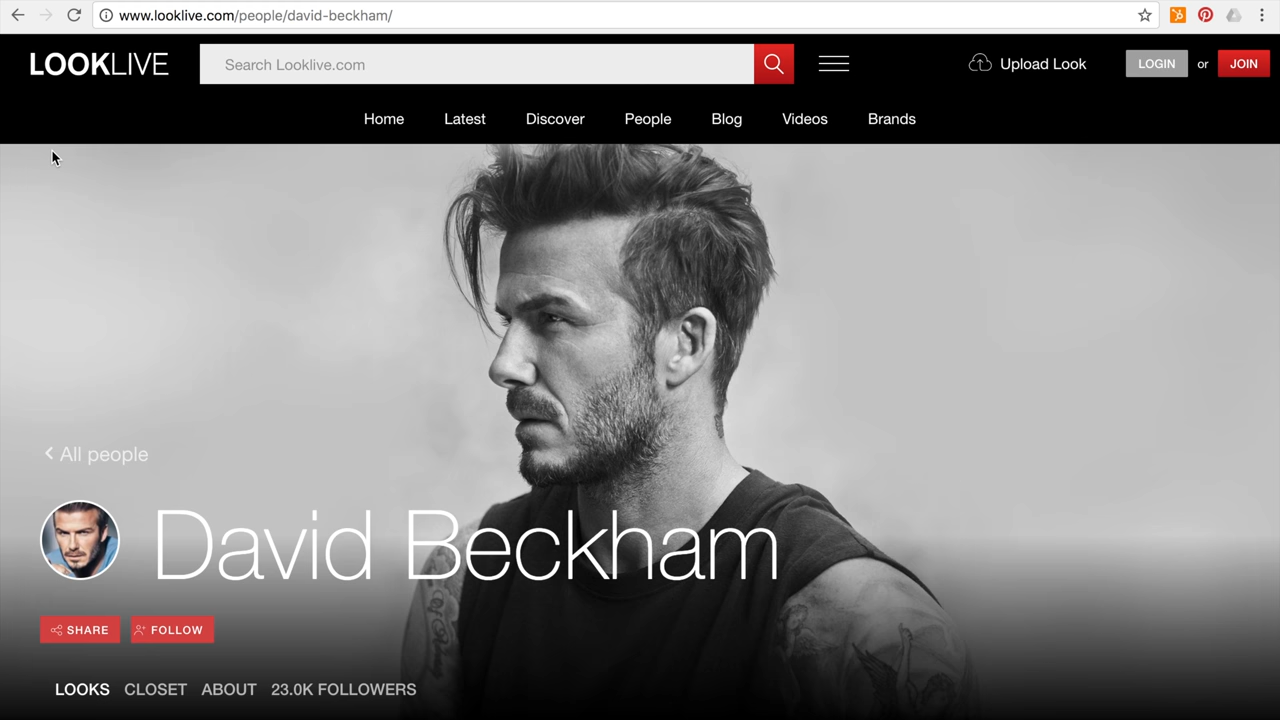 www.looklive.com/people/david-beckham/
LOOKLIVE
Search Looklive.com
Upload Look
LOGIN or JOIN
Home Latest Discover People Blog Videos Brands
All people
David Beckham
SHARE FOLLOW
LOOKS CLOSET ABOUT 23.0K FOLLOWERS